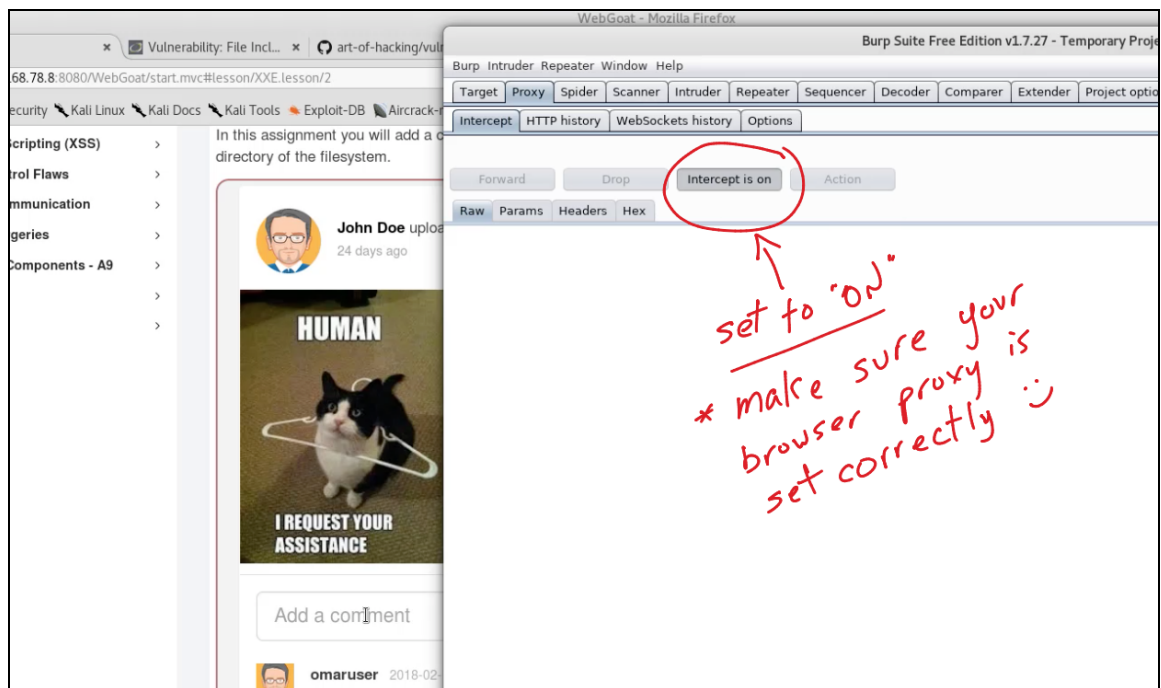 WebGoat - Mozilla Firefox
Vulnerability: File Incl...
art-of-hacking/vulr
.68.78.8:8080/WebGoat/start.mvc#lesson/XXE.lesson/2
ecurity Kali Linux Kali Docs Kali Tools Exploit-DB Aircrack-r
Scripting (XSS)
trol Flaws
mmunication
geries
Components - A9
In this assignment you will add a c
directory of the filesystem.
John Doe uploa
24 days ago
HUMAN
I REQUEST YOUR
ASSISTANCE
Add a comment
omaruser 2018-02-
Burp Suite Free Edition v1.7.27 - Temporary Proje
Burp Intruder Repeater Window Help
Target Proxy Spider Scanner Intruder Repeater Sequencer Decoder Comparer Extender Project optio
Intercept HTTP history WebSockets history Options
Forward Drop Intercept is on Action
Raw Params Headers Hex
set to "ON"
* make sure your
browser proxy is
set correctly :)